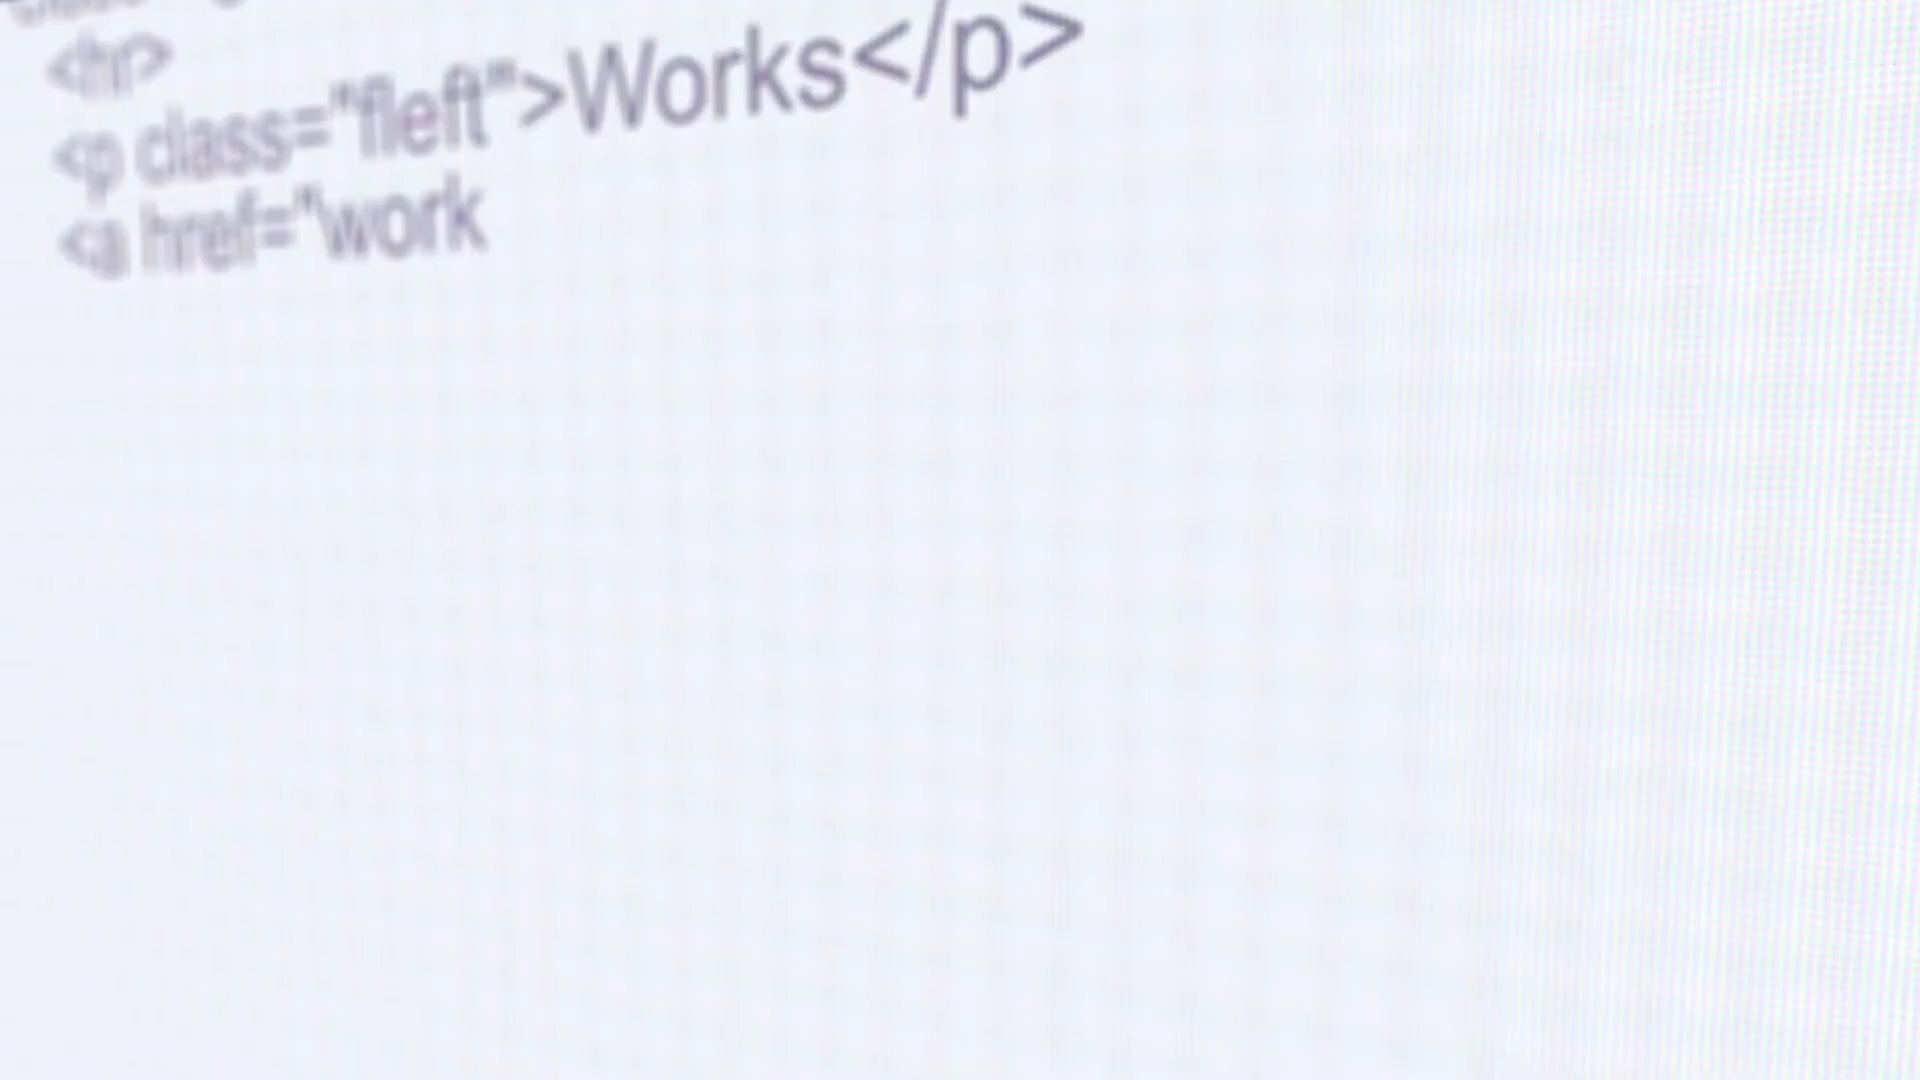 <hr>
<p class="fleft">Works</p>
<a href="work